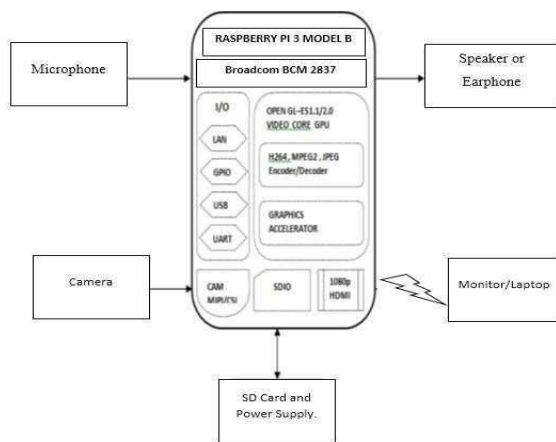 RASPBERRY PI 3 MODEL B
Broadcom BCM 2837
Microphone
Speaker or
Earphone
I/O
LAN
GPIO
USB
UART
OPEN GL-ES1.1/2.0
VIDEO CORE GPU
H264, MPEG2, JPEG
Encoder/Decoder
GRAPHICS
ACCELERATOR
Camera
CAM
MIPI/CSI
SDIO
1080p
HDMI
Monitor/Laptop
SD Card and
Power Supply.